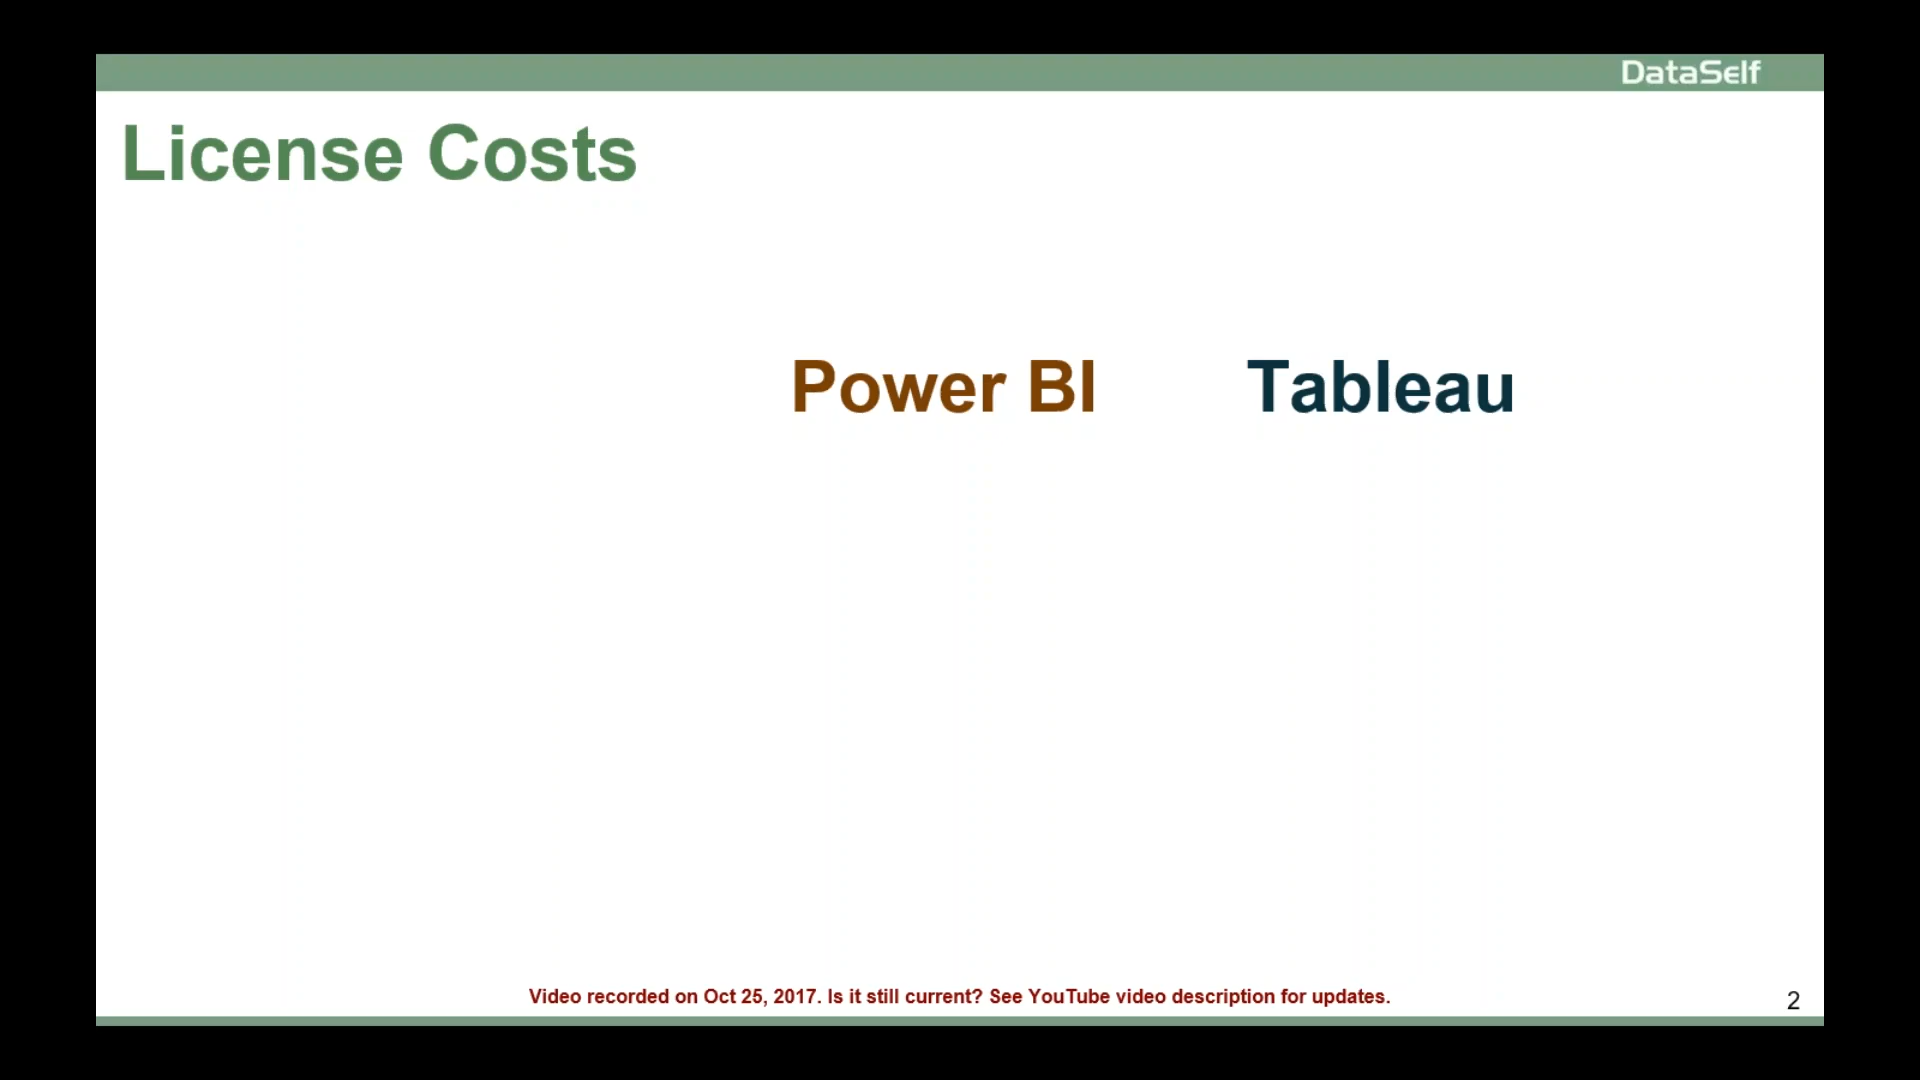 DataSelf
License Costs
Power BI Tableau
Video recorded on Oct 25, 2017. Is it still current? See YouTube video description for updates.
2